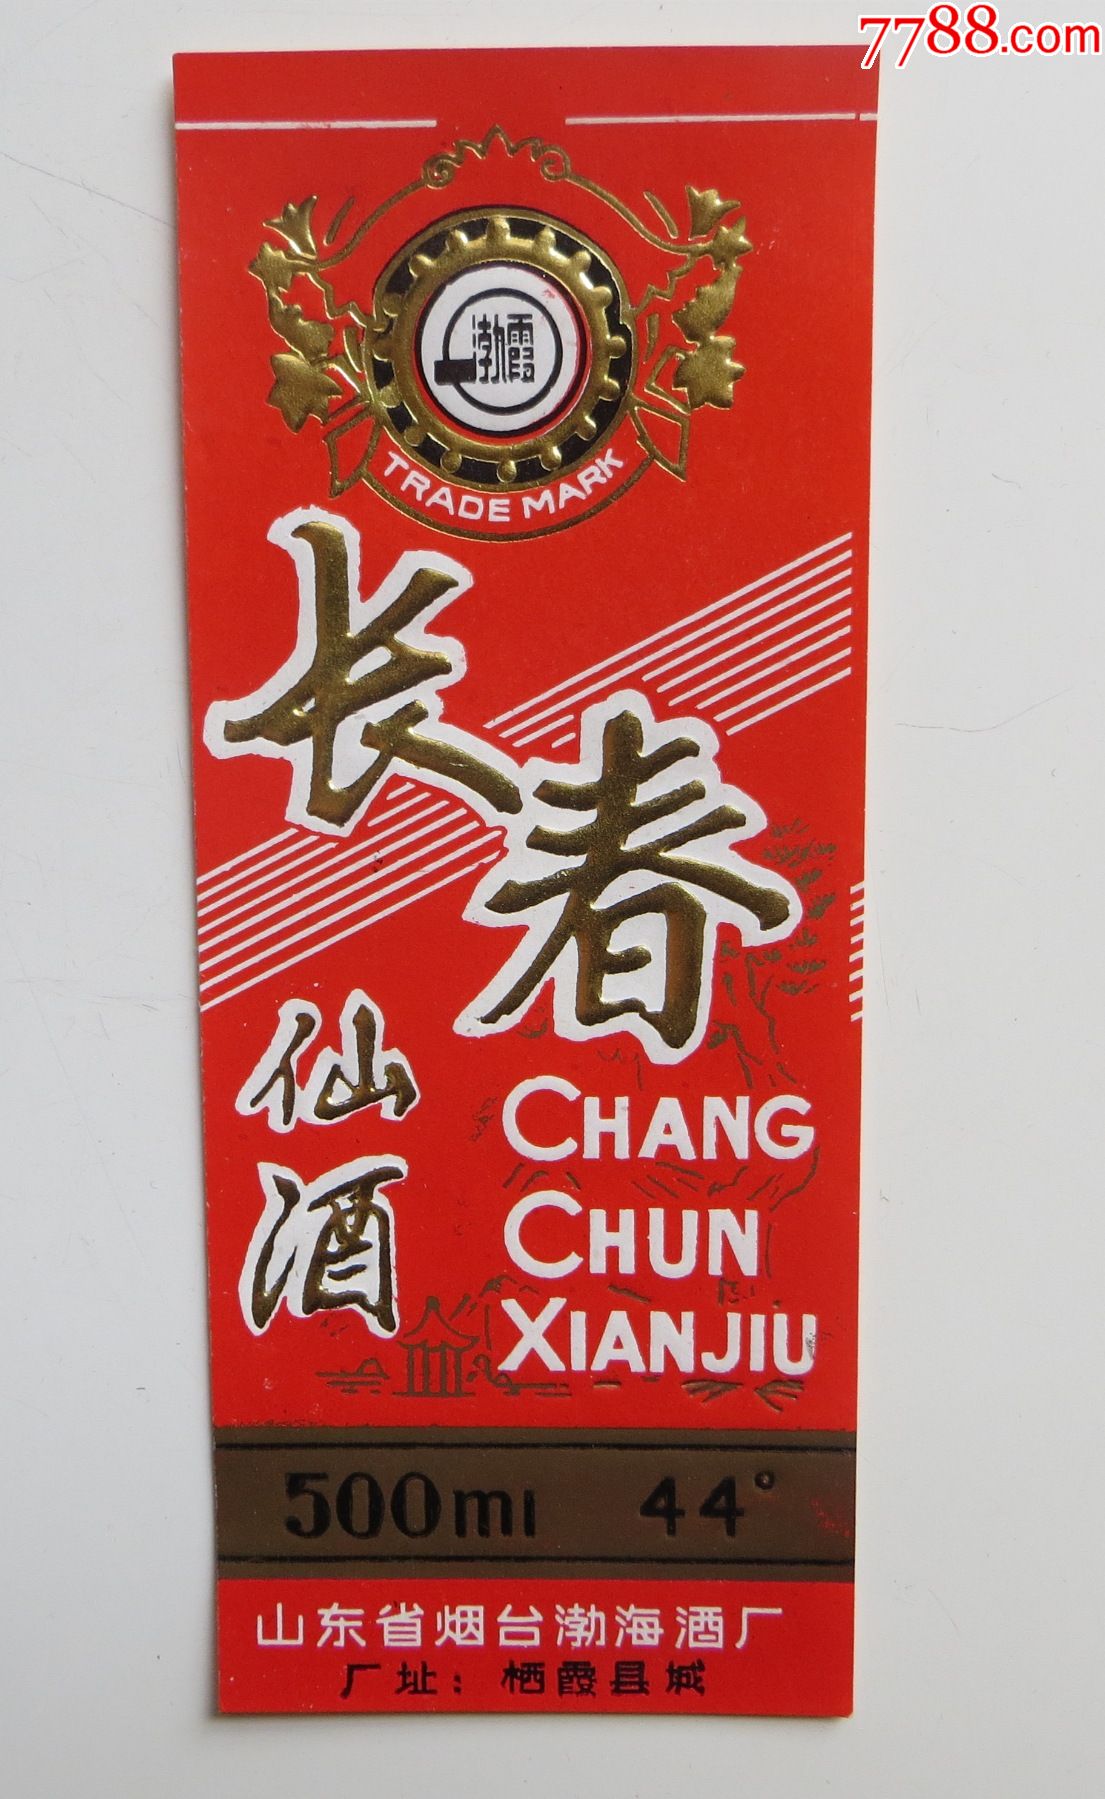 7788.com
渤霞
TRADE MARK
长春
仙酒
CHANG
CHUN
XIANJIU
500ml 44°
山东省烟台渤海酒厂
厂址：栖霞县城